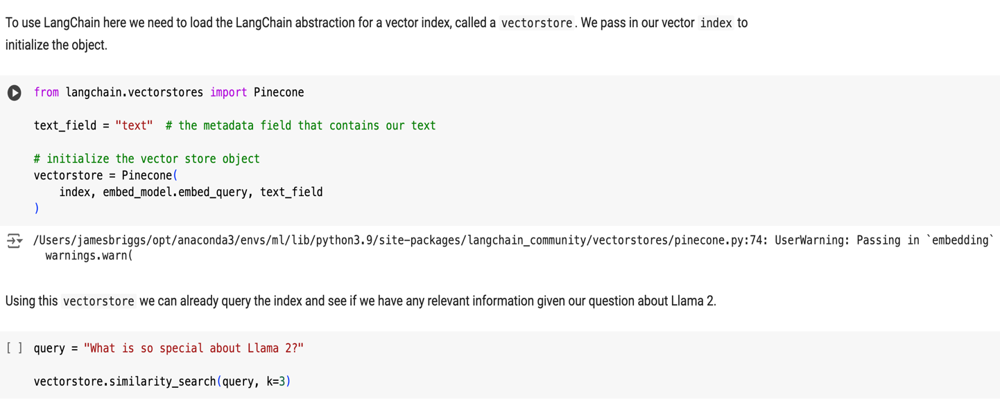 To use LangChain here we need to load the LangChain abstraction for a vector index, called a vectorstore. We pass in our vector index to
initialize the object.
from langchain.vectorstores import Pinecone
text_field = "text"  # the metadata field that contains our text
# initialize the vector store object
vectorstore = Pinecone(
    index, embed_model.embed_query, text_field
)
/Users/jamesbriggs/opt/anaconda3/envs/ml/lib/python3.9/site-packages/langchain_community/vectorstores/pinecone.py:74: UserWarning: Passing in `embedding`
  warnings.warn(
Using this vectorstore we can already query the index and see if we have any relevant information given our question about Llama 2.
[ ] query = "What is so special about Llama 2?"
vectorstore.similarity_search(query, k=3)